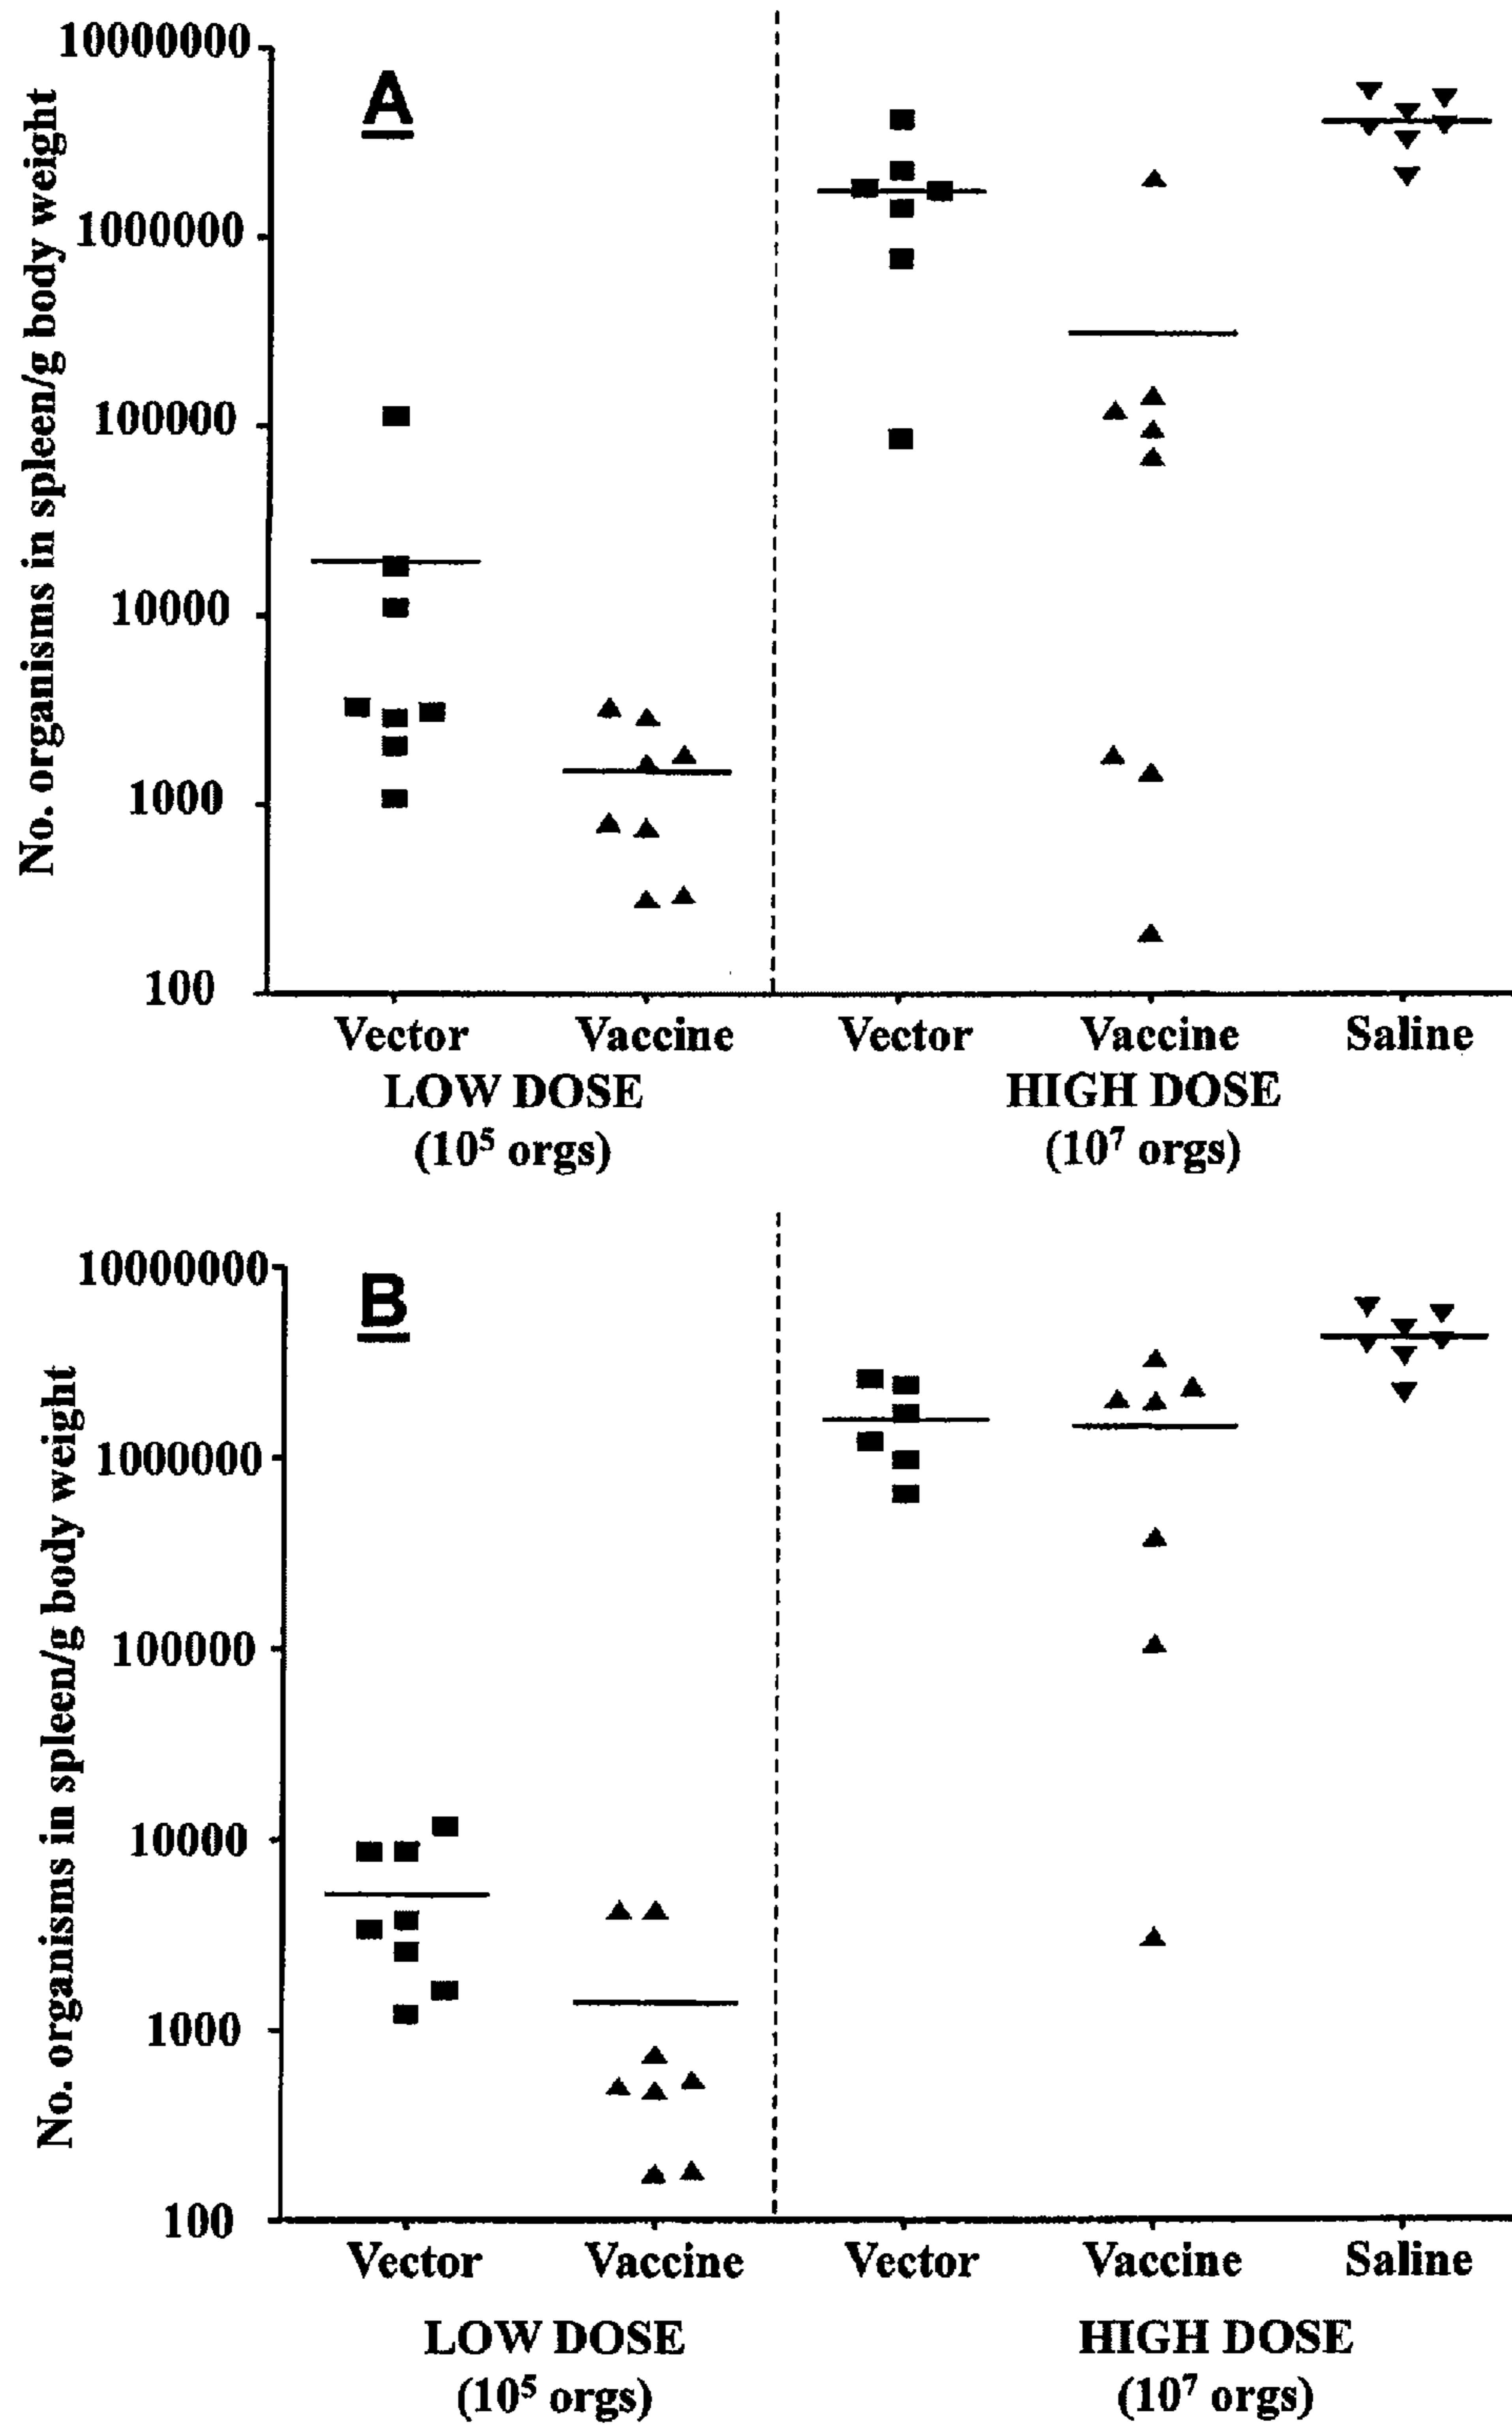 10000000
A
1000000
100000
10000
1000
100
No. organisms in spleen/g body weight
Vector Vaccine Vector Vaccine Saline
LOW DOSE HIGH DOSE
(10⁵ orgs) (10⁷ orgs)
10000000
B
1000000
100000
10000
1000
100
No. organisms in spleen/g body weight
Vector Vaccine Vector Vaccine Saline
LOW DOSE HIGH DOSE
(10⁵ orgs) (10⁷ orgs)